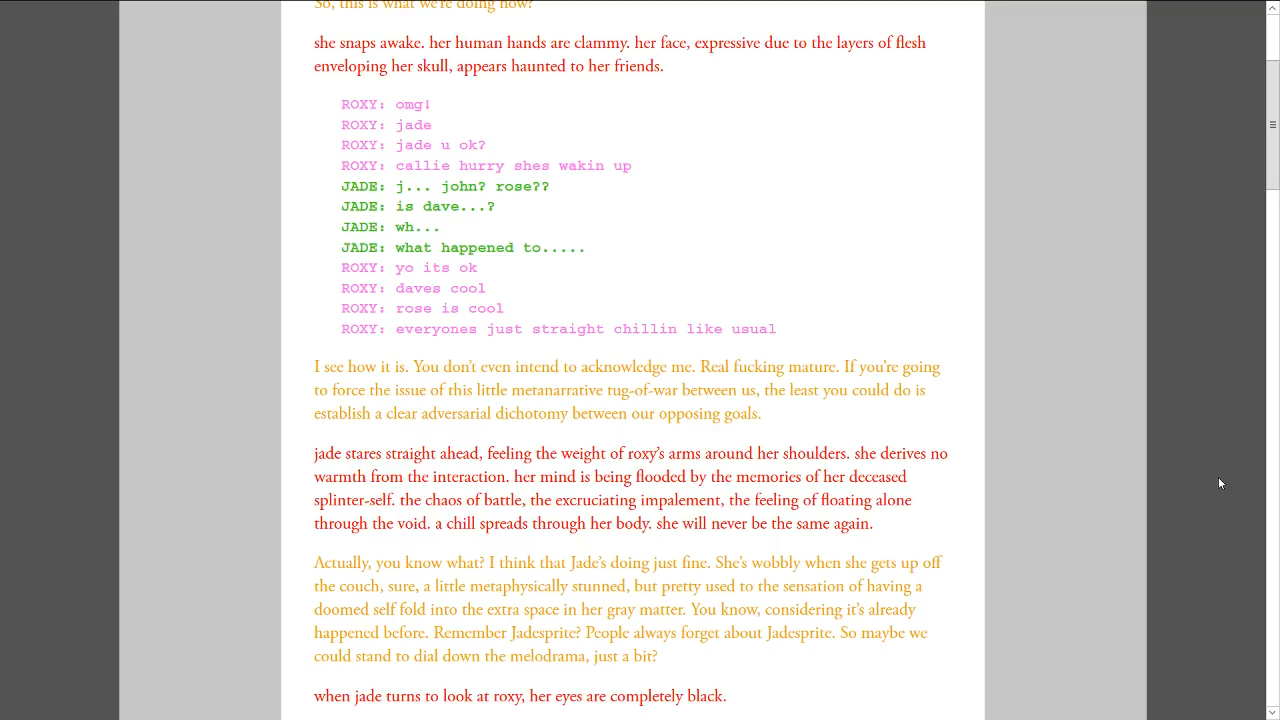 So, this is what we're doing now?
she snaps awake. her human hands are clammy. her face, expressive due to the layers of flesh
enveloping her skull, appears haunted to her friends.
ROXY: omg!
ROXY: jade
ROXY: jade u ok?
ROXY: callie hurry shes wakin up
JADE: j... john? rose??
JADE: is dave...?
JADE: wh...
JADE: what happened to.....
ROXY: yo its ok
ROXY: daves cool
ROXY: rose is cool
ROXY: everyones just straight chillin like usual
I see how it is. You don’t even intend to acknowledge me. Real fucking mature. If you’re going
to force the issue of this little metanarrative tug-of-war between us, the least you could do is
establish a clear adversarial dichotomy between our opposing goals.
jade stares straight ahead, feeling the weight of roxy’s arms around her shoulders. she derives no
warmth from the interaction. her mind is being flooded by the memories of her deceased
splinter-self. the chaos of battle, the excruciating impalement, the feeling of floating alone
through the void. a chill spreads through her body. she will never be the same again.
Actually, you know what? I think that Jade’s doing just fine. She’s wobbly when she gets up off
the couch, sure, a little metaphysically stunned, but pretty used to the sensation of having a
doomed self fold into the extra space in her gray matter. You know, considering it’s already
happened before. Remember Jadesprite? People always forget about Jadesprite. So maybe we
could stand to dial down the melodrama, just a bit?
when jade turns to look at roxy, her eyes are completely black.